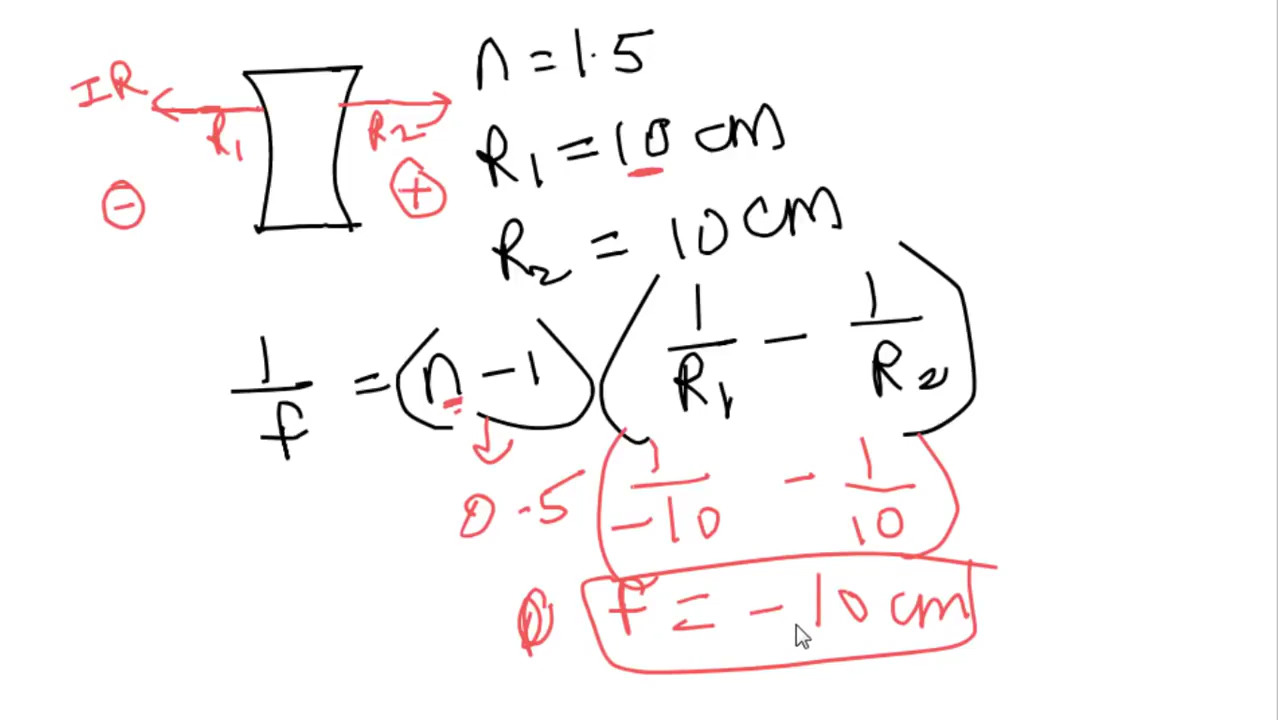 IR
R1
R2
n = 1.5
R1 = 10 cm
R2 = 10 cm
⊖ ⊕
1/f = (n - 1) (1/R1 - 1/R2)
0.5 (1/-10 - 1/10)
f = -10 cm